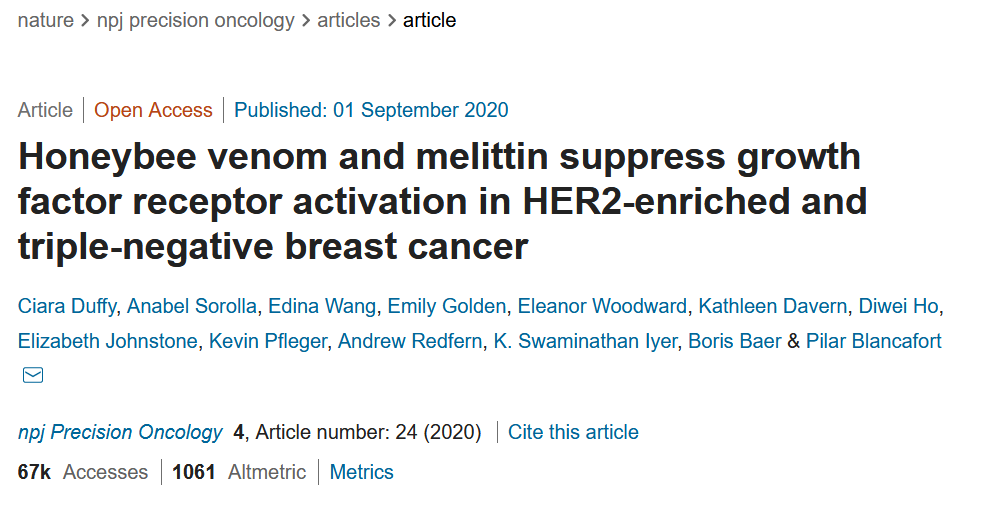 nature > npj precision oncology > articles > article
Article | Open Access | Published: 01 September 2020
Honeybee venom and melittin suppress growth
factor receptor activation in HER2-enriched and
triple-negative breast cancer
Ciara Duffy, Anabel Sorolla, Edina Wang, Emily Golden, Eleanor Woodward, Kathleen Davern, Diwei Ho,
Elizabeth Johnstone, Kevin Pfleger, Andrew Redfern, K. Swaminathan Iyer, Boris Baer & Pilar Blancafort
npj Precision Oncology 4, Article number: 24 (2020) | Cite this article
67k Accesses | 1061 Altmetric | Metrics